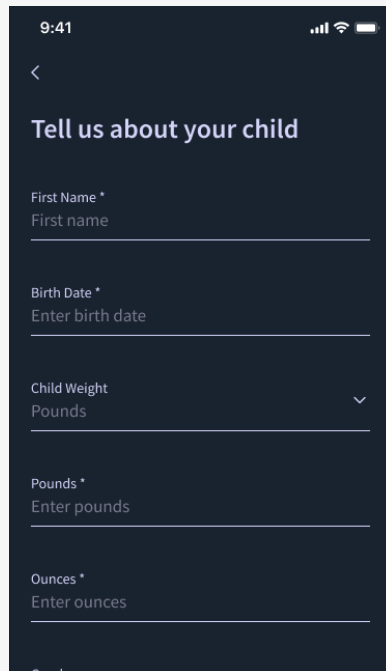 9:41
Tell us about your child
First Name *
First name
Birth Date *
Enter birth date
Child Weight
Pounds
Pounds *
Enter pounds
Ounces *
Enter ounces